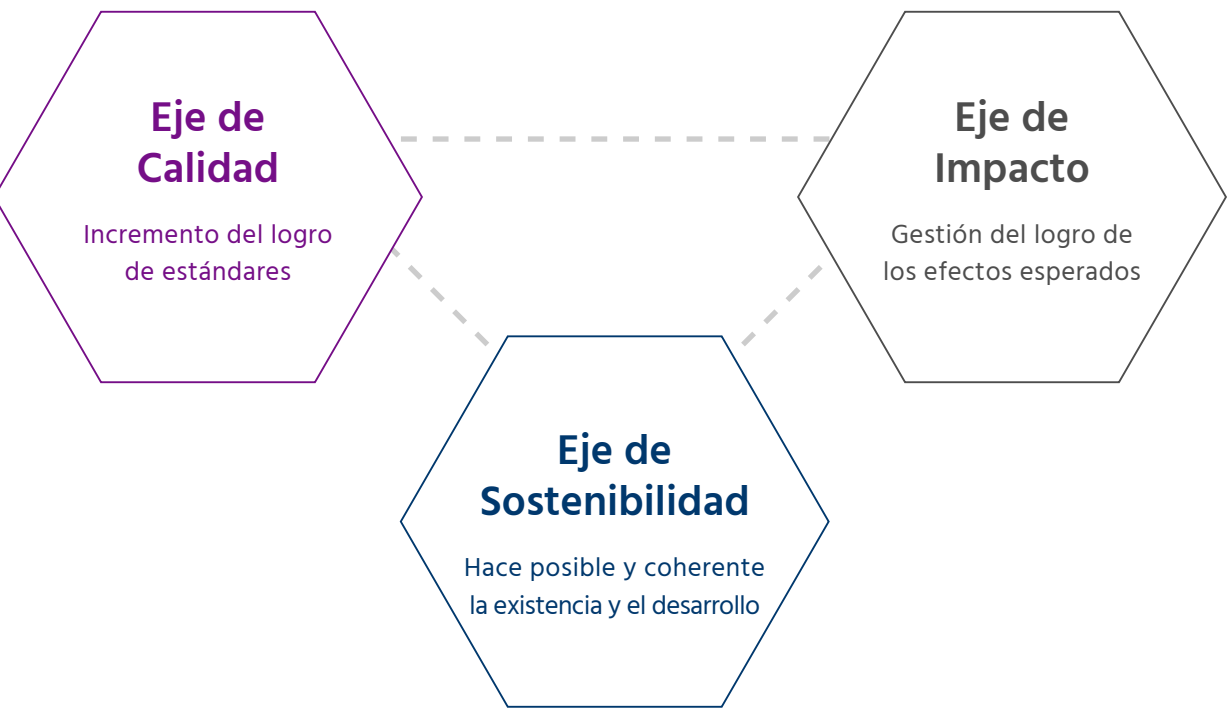 Eje de
Calidad
Incremento del logro
de estándares
Eje de
Impacto
Gestión del logro de
los efectos esperados
Eje de
Sostenibilidad
Hace posible y coherente
la existencia y el desarrollo